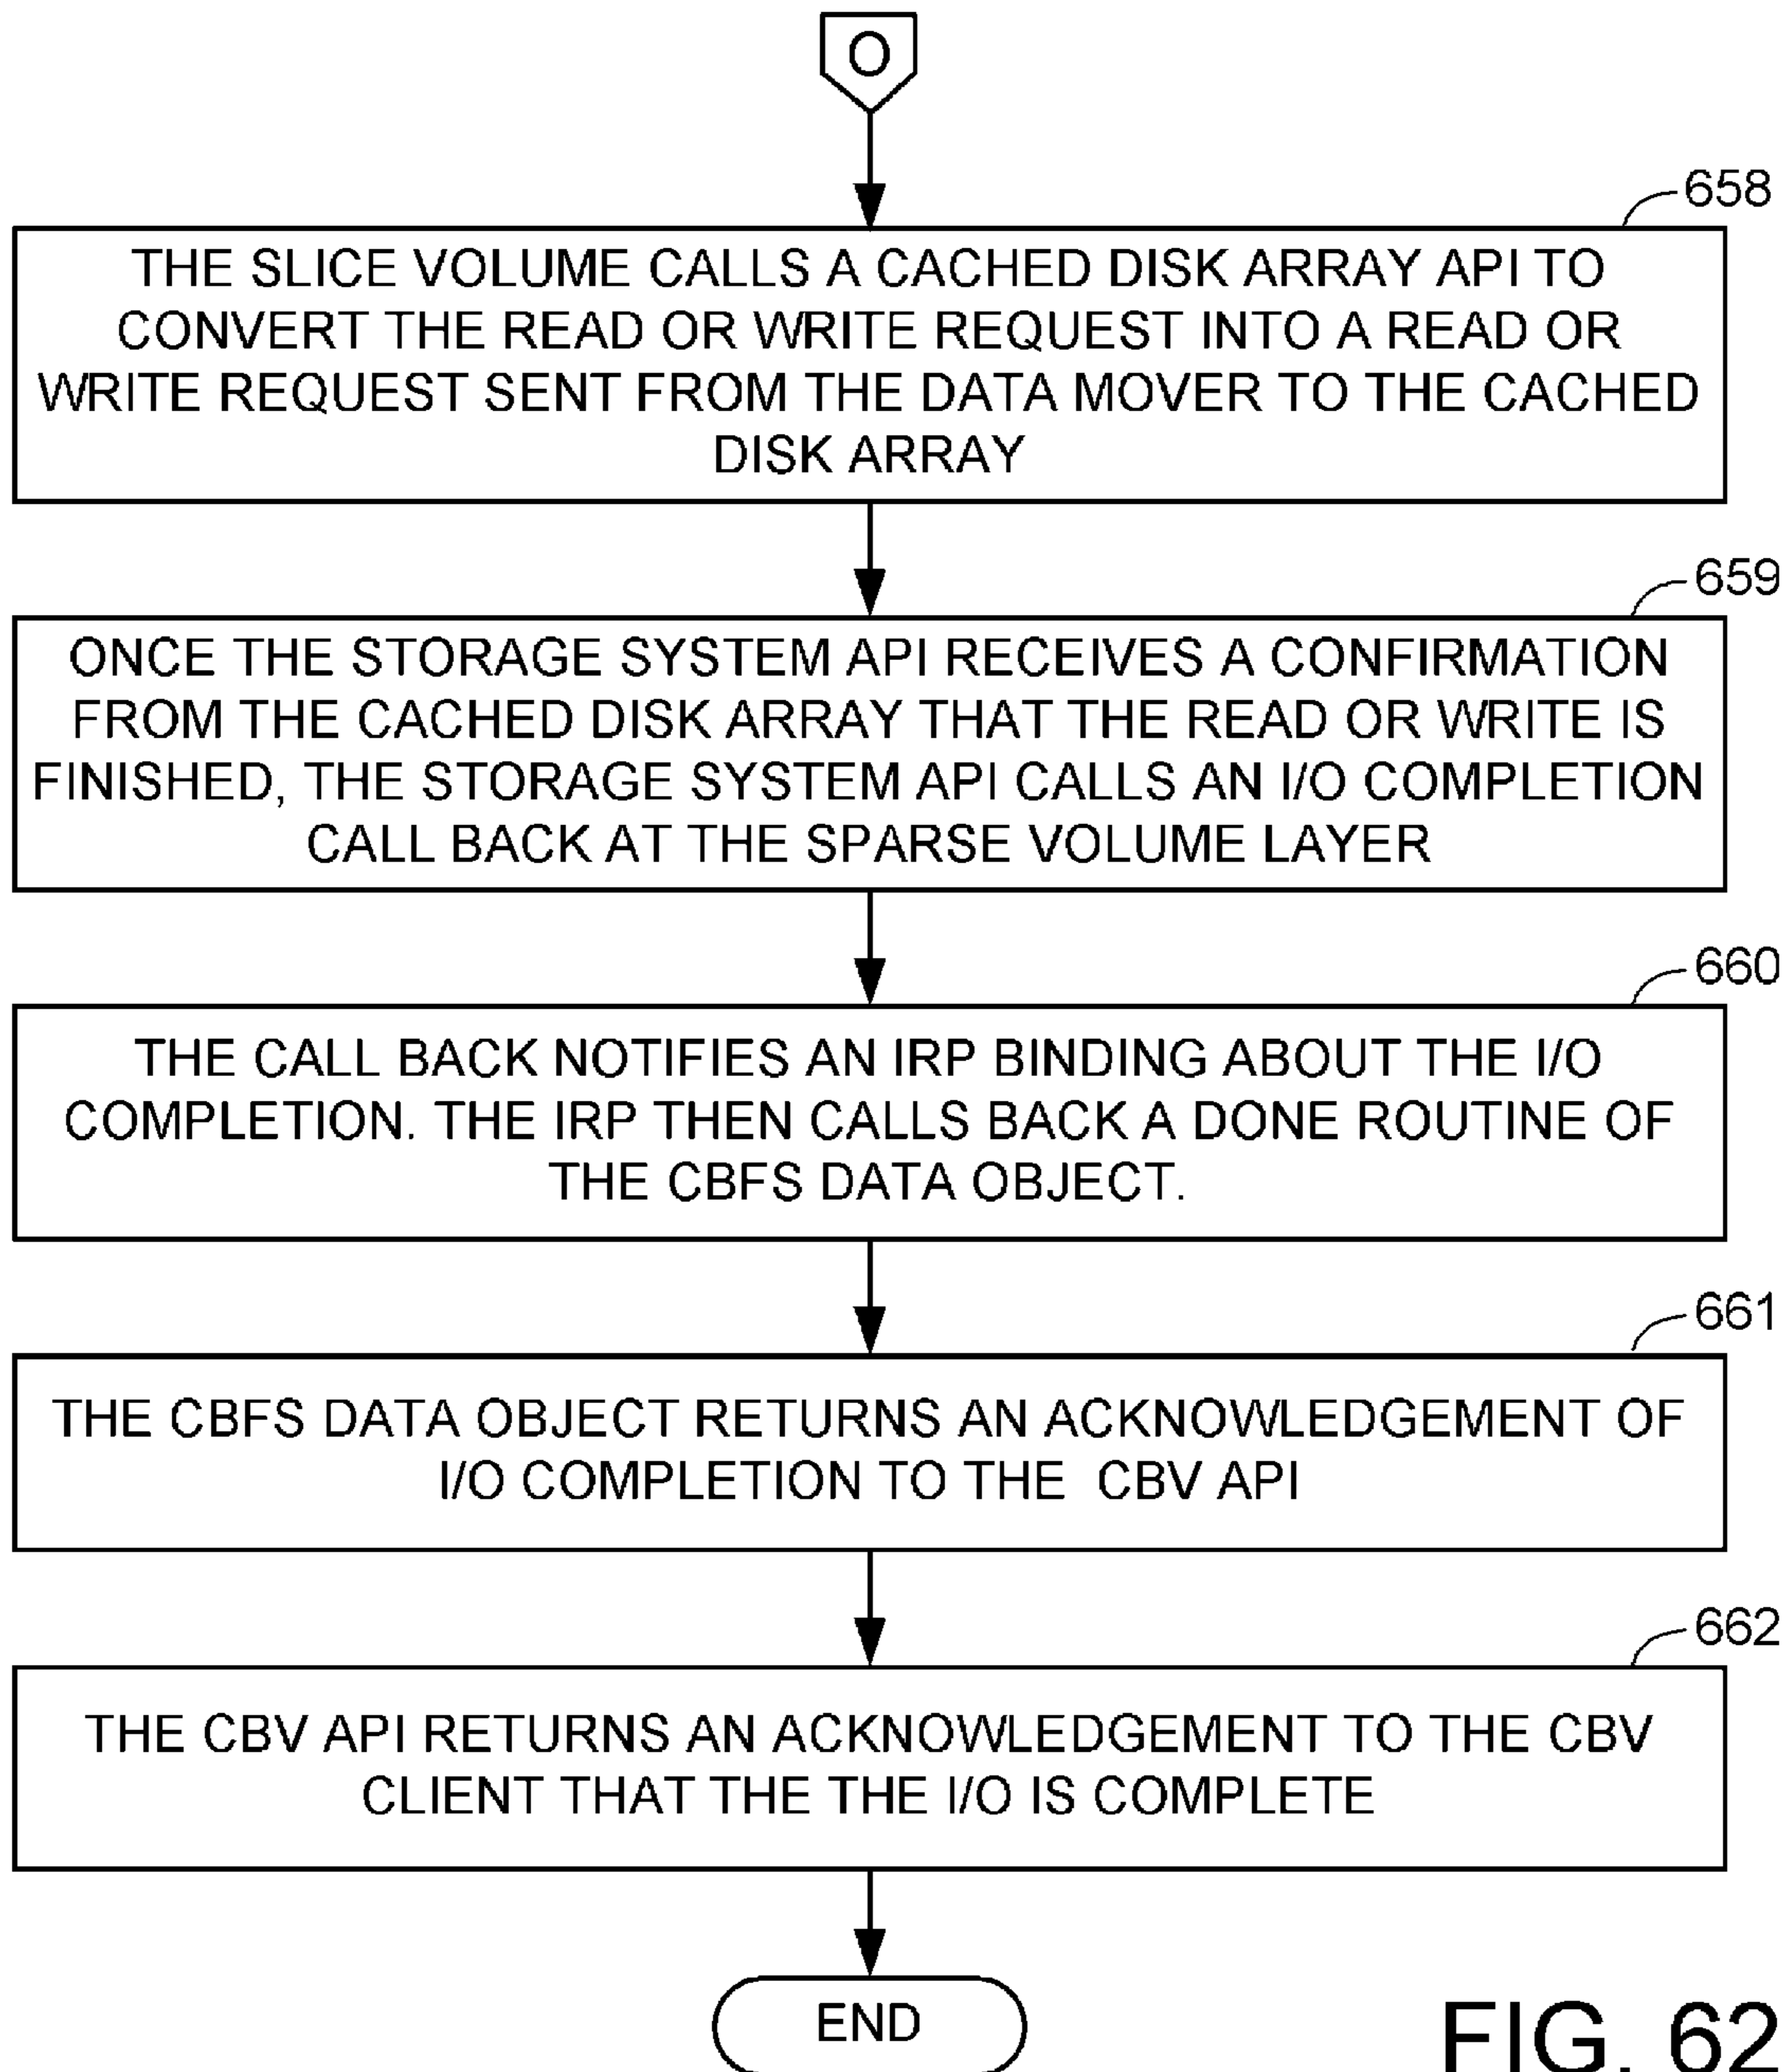 O
658
THE SLICE VOLUME CALLS A CACHED DISK ARRAY API TO
CONVERT THE READ OR WRITE REQUEST INTO A READ OR
WRITE REQUEST SENT FROM THE DATA MOVER TO THE CACHED
DISK ARRAY
659
ONCE THE STORAGE SYSTEM API RECEIVES A CONFIRMATION
FROM THE CACHED DISK ARRAY THAT THE READ OR WRITE IS
FINISHED, THE STORAGE SYSTEM API CALLS AN I/O COMPLETION
CALL BACK AT THE SPARSE VOLUME LAYER
660
THE CALL BACK NOTIFIES AN IRP BINDING ABOUT THE I/O
COMPLETION. THE IRP THEN CALLS BACK A DONE ROUTINE OF
THE CBFS DATA OBJECT.
661
THE CBFS DATA OBJECT RETURNS AN ACKNOWLEDGEMENT OF
I/O COMPLETION TO THE CBV API
662
THE CBV API RETURNS AN ACKNOWLEDGEMENT TO THE CBV
CLIENT THAT THE THE I/O IS COMPLETE
END
FIG. 62